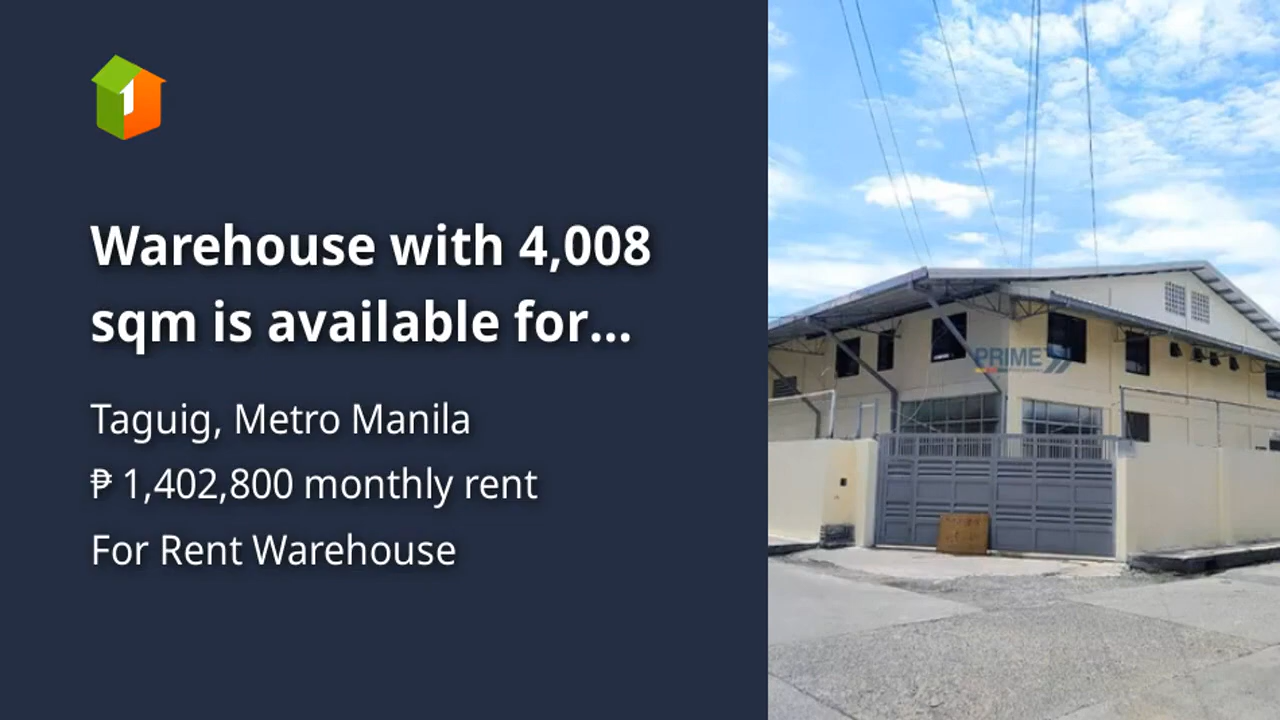 Warehouse with 4,008
sqm is available for...
Taguig, Metro Manila
₱ 1,402,800 monthly rent
For Rent Warehouse
PRIME